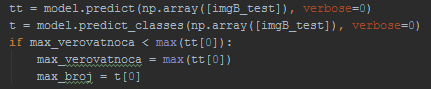 tt = model.predict(np.array([imgB_test]), verbose=0)
t = model.predict_classes(np.array([imgB_test]), verbose=0)
if max_verovatnoca < max(tt[0]):
    max_verovatnoca = max(tt[0])
    max_broj = t[0]